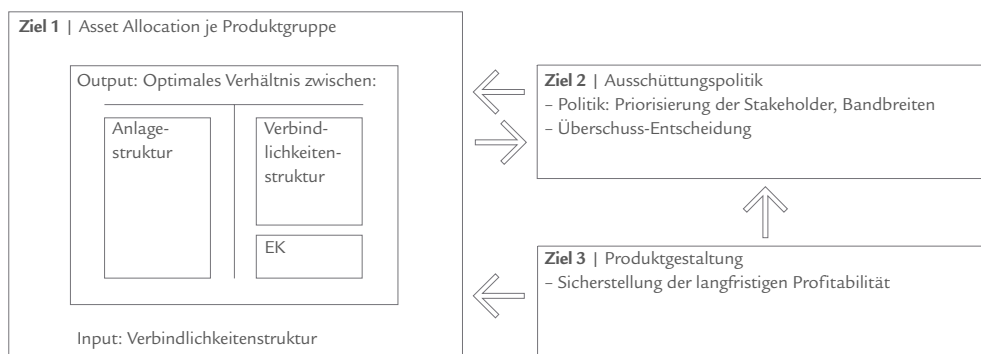 Ziel 1 | Asset Allocation je Produktgruppe
Output: Optimales Verhältnis zwischen:
Anlage-
struktur
Verbind-
lichkeiten-
struktur
EK
Input: Verbindlichkeitenstruktur
Ziel 2 | Ausschüttungspolitik
– Politik: Priorisierung der Stakeholder, Bandbreiten
– Überschuss-Entscheidung
Ziel 3 | Produktgestaltung
– Sicherstellung der langfristigen Profitabilität